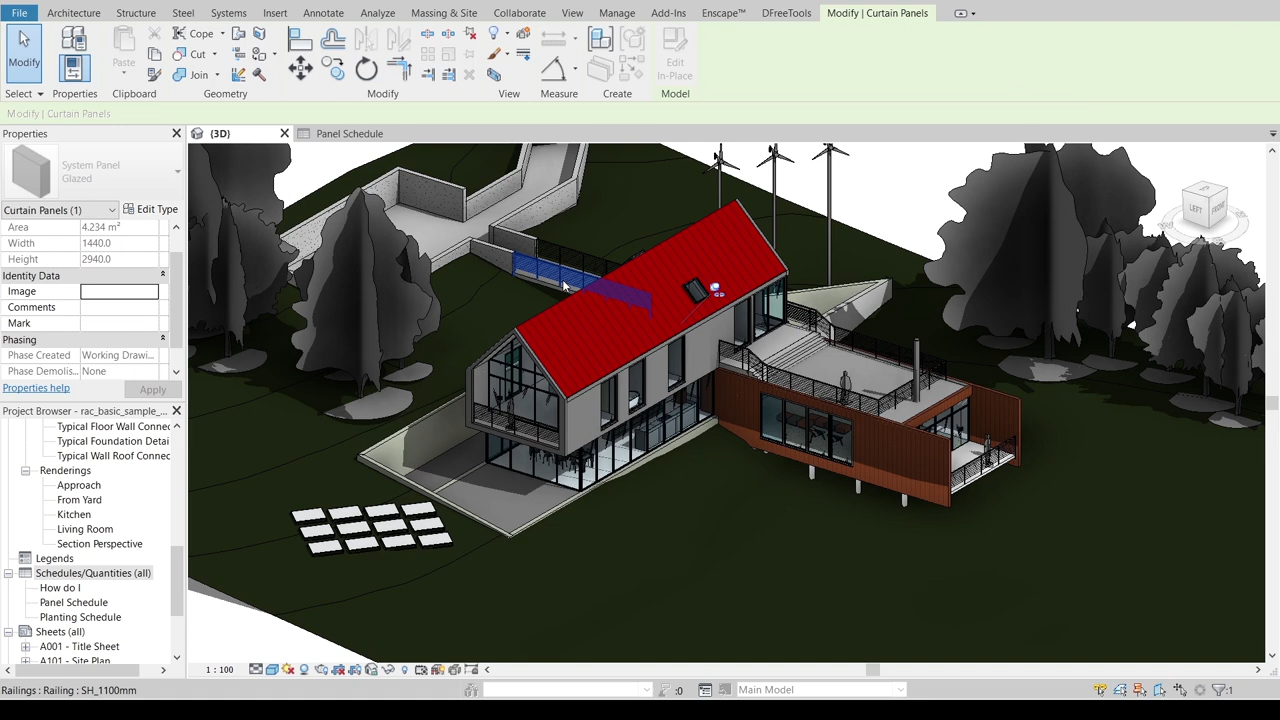 File Architecture Structure Steel Systems Insert Annotate Analyze Massing & Site Collaborate View Manage Add-Ins Enscape™ DFreeTools Modify | Curtain Panels
Modify
Paste
Cope
Cut
Join
Edit
In-Place
Select Properties Clipboard Geometry Modify View Measure Create Model
Modify | Curtain Panels
Properties
{3D}
Panel Schedule
System Panel
Glazed
Curtain Panels (1)
Edit Type
Area 4.234 m²
Width 1440.0
Height 2940.0
Identity Data
Image
Comments
Mark
Phasing
Phase Created Working Drawi...
Phase Demolis... None
Properties help
Apply
Project Browser - rac_basic_sample_...
Typical Floor Wall Connec
Typical Foundation Detai
Typical Wall Roof Connec
Renderings
Approach
From Yard
Kitchen
Living Room
Section Perspective
Legends
Schedules/Quantities (all)
How do I
Panel Schedule
Planting Schedule
Sheets (all)
A001 - Title Sheet
A101 - Site Plan
LEFT
FRONT
1 : 100
Railings : Railing : SH_1100mm
:0
Main Model
:1